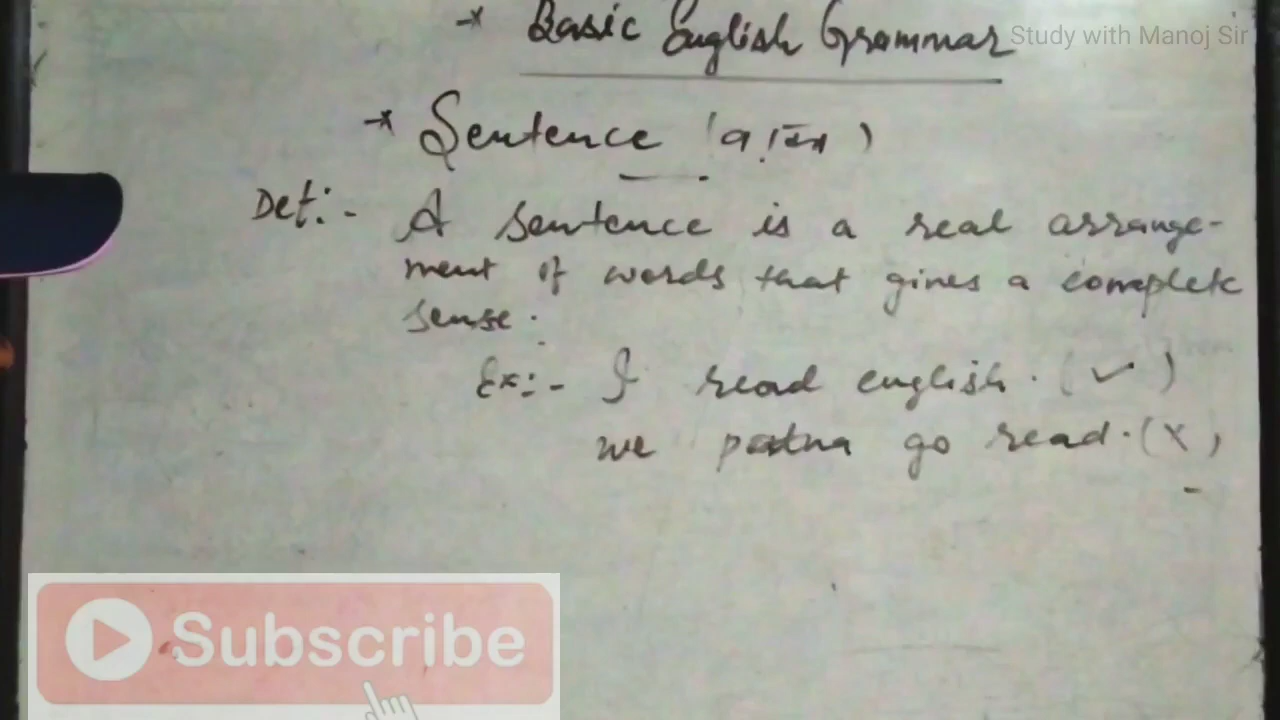 * Basic English Grammar
Study with Manoj Sir
* Sentence (वाक्य)
Def:- A sentence is a real arrange-
ment of words that gives a complete
sense.
Ex:- I read english. (✓)
we patna go read. (x)
Subscribe